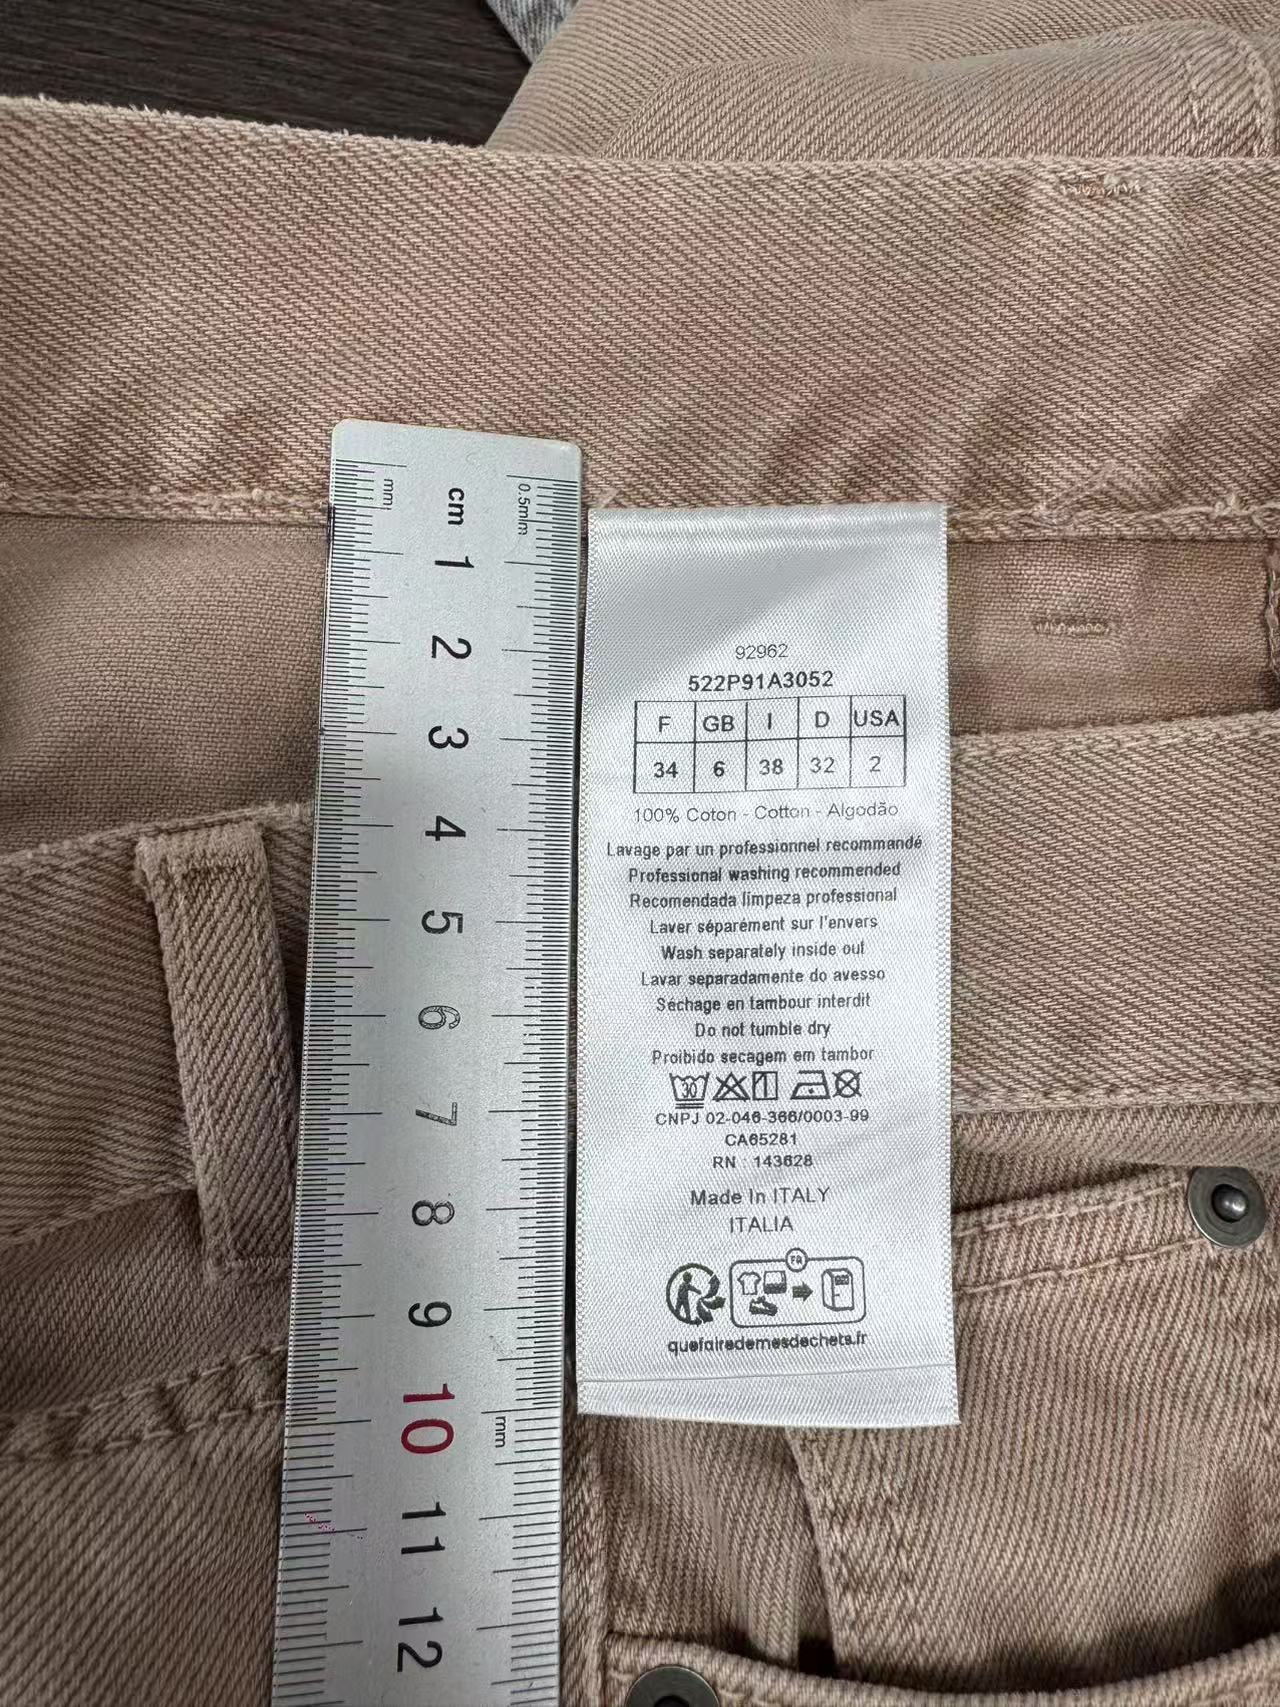 mm
cm
0.5mm
1
2
3
4
5
6
7
8
9
10
mm
11
12
92962
522P91A3052
F GB I D USA
34 6 38 32 2
100% Coton - Cotton - Algodão
Lavage par un professionnel recommandé
Professional washing recommended
Recomendada limpeza professional
Laver séparément sur l'envers
Wash separately inside out
Lavar separadamente do avesso
Séchage en tambour interdit
Do not tumble dry
Proibido secagem em tambor
30
CNPJ 02-046-366/0003-99
CA65281
RN : 143628
Made In ITALY
ITALIA
FR
quefairedemesdechets.fr